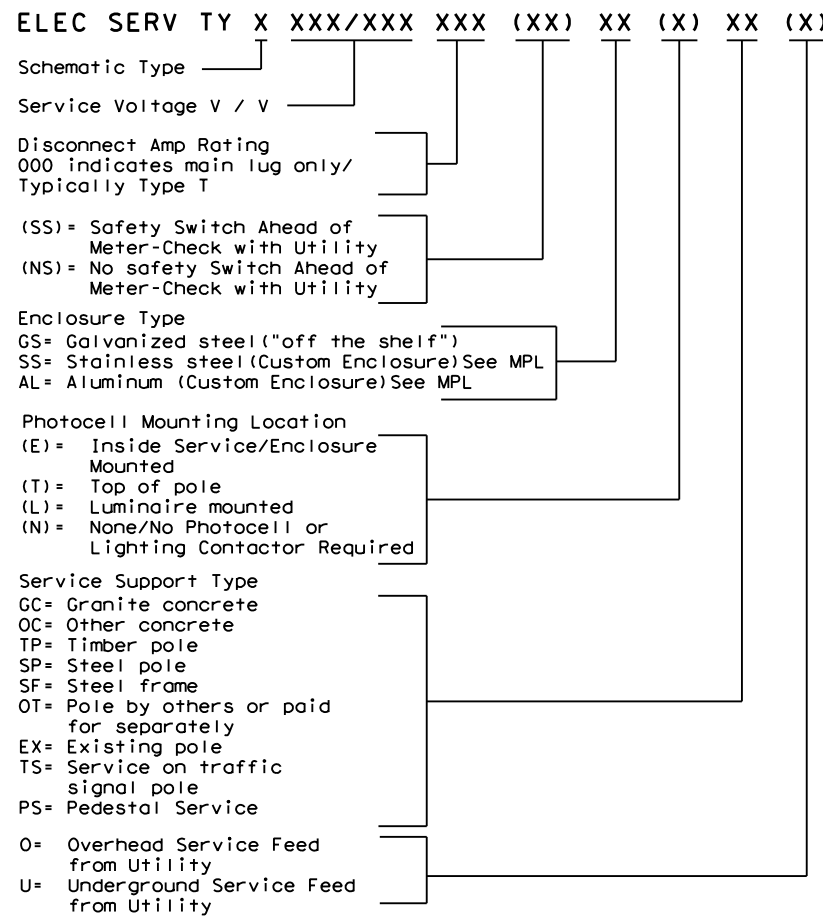 ELEC SERV TY X XXX/XXX XXX (XX) XX (X) XX (X)
Schematic Type
Service Voltage V / V
Disconnect Amp Rating
000 indicates main lug only/
Typically Type T
(SS)= Safety Switch Ahead of
Meter-Check with Utility
(NS)= No safety Switch Ahead of
Meter-Check with Utility
Enclosure Type
GS= Galvanized steel("off the shelf")
SS= Stainless steel(Custom Enclosure)See MPL
AL= Aluminum (Custom Enclosure)See MPL
Photocell Mounting Location
(E)= Inside Service/Enclosure
Mounted
(T)= Top of pole
(L)= Luminaire mounted
(N)= None/No Photocell or
Lighting Contactor Required
Service Support Type
GC= Granite concrete
OC= Other concrete
TP= Timber pole
SP= Steel pole
SF= Steel frame
OT= Pole by others or paid
for separately
EX= Existing pole
TS= Service on traffic
signal pole
PS= Pedestal Service
O= Overhead Service Feed
from Utility
U= Underground Service Feed
from Utility